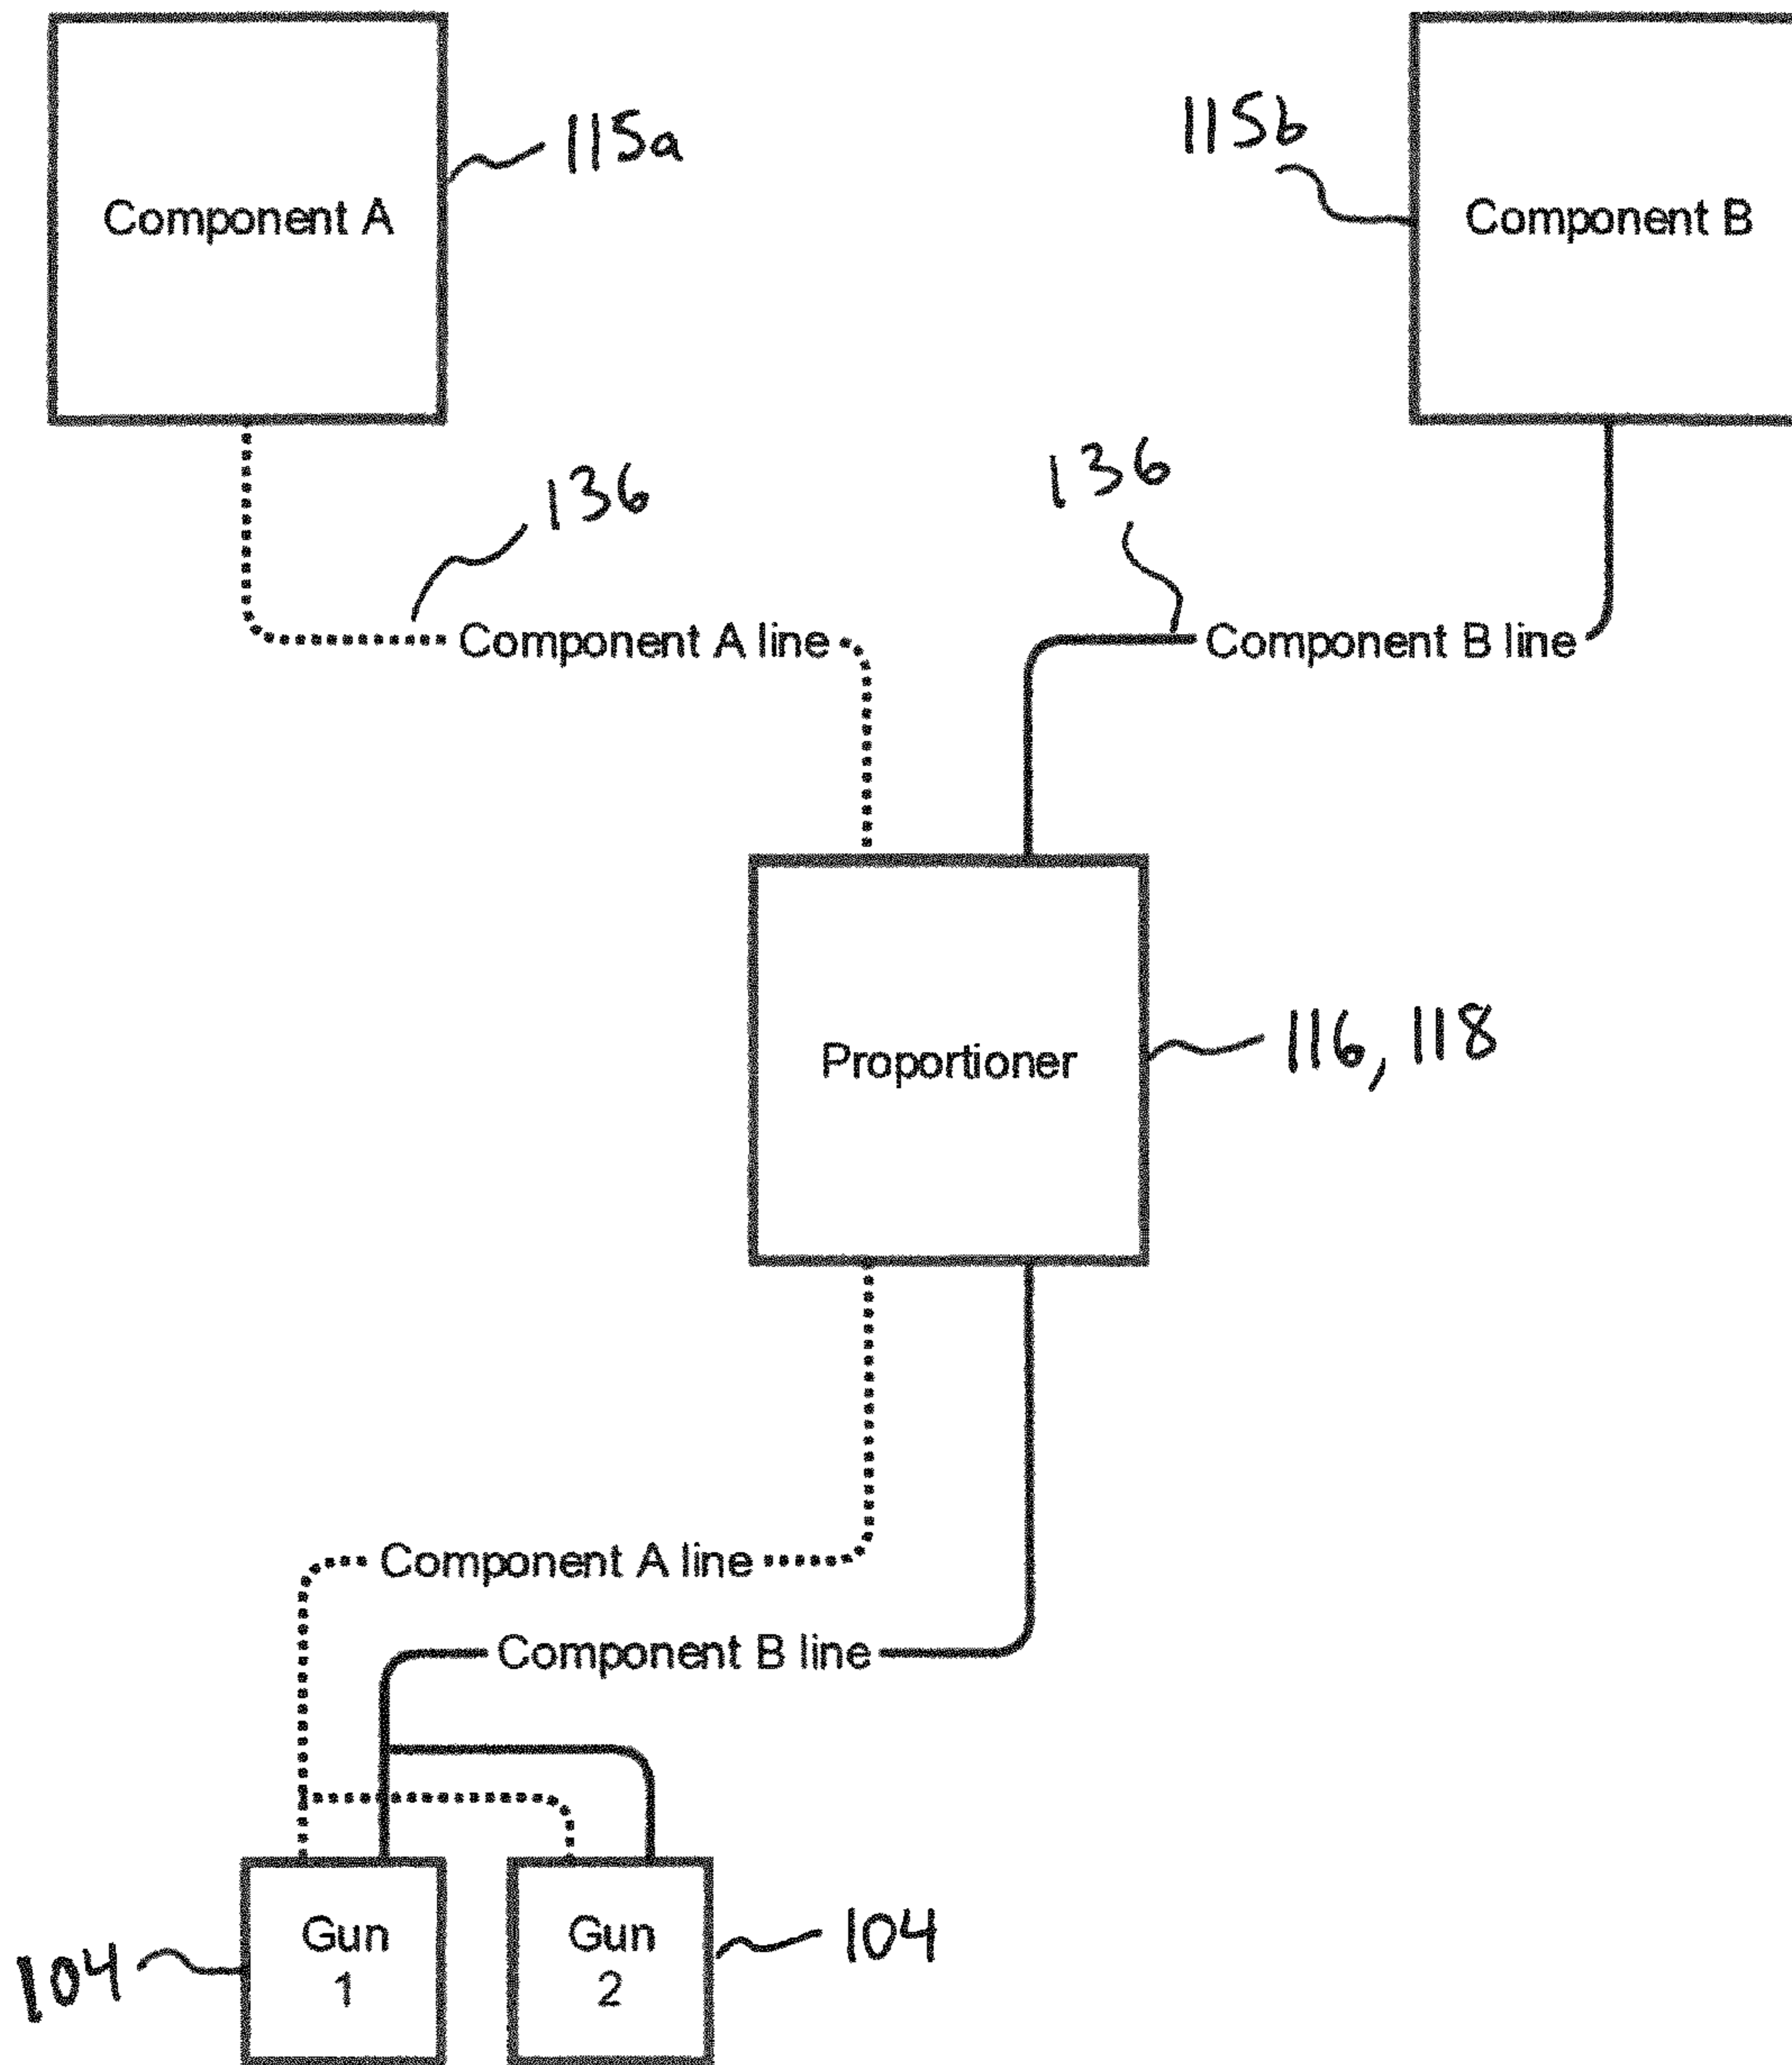 Component A
115a
115b
Component B
136
136
Component A line
Component B line
Proportioner
116, 118
Component A line
Component B line
104
Gun
1
Gun
2
104